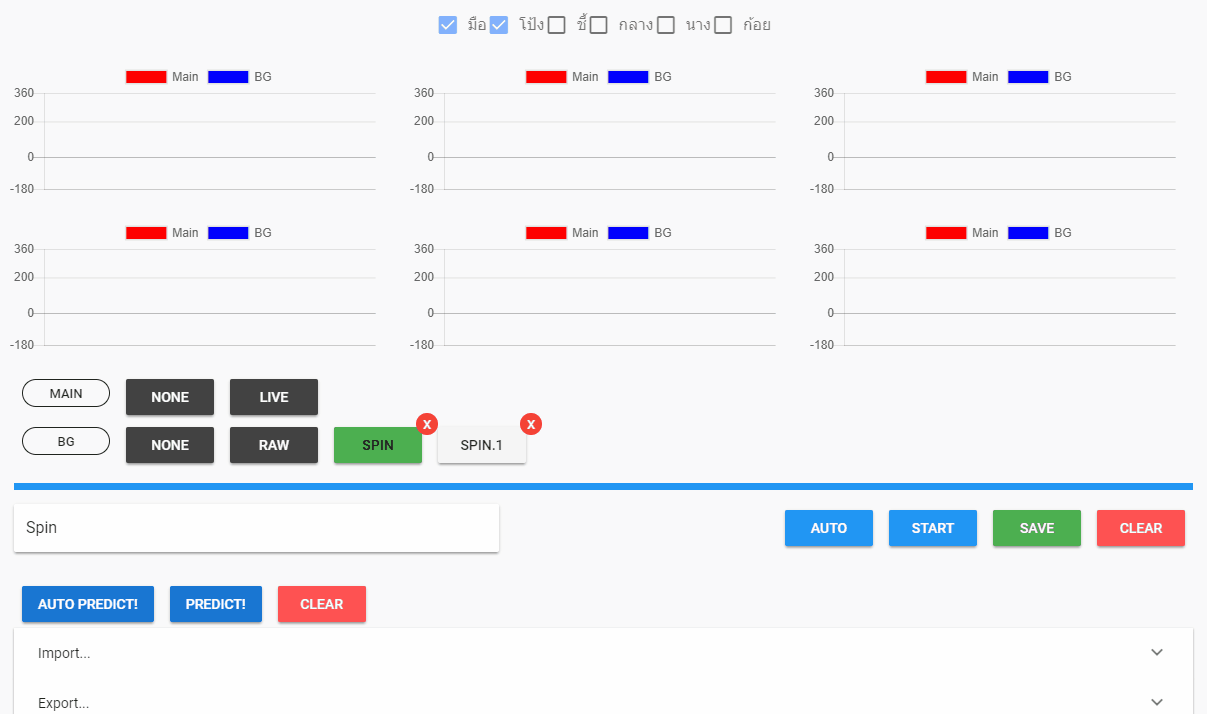 มือ โป้ง ชี้ กลาง นาง ก้อย
Main BG Main BG Main BG
360 360 360
200 200 200
0 0 0
-180 -180 -180
Main BG Main BG Main BG
360 360 360
200 200 200
0 0 0
-180 -180 -180
MAIN NONE LIVE
X X
BG NONE RAW SPIN SPIN.1
Spin AUTO START SAVE CLEAR
AUTO PREDICT! PREDICT! CLEAR
Import...
Export...